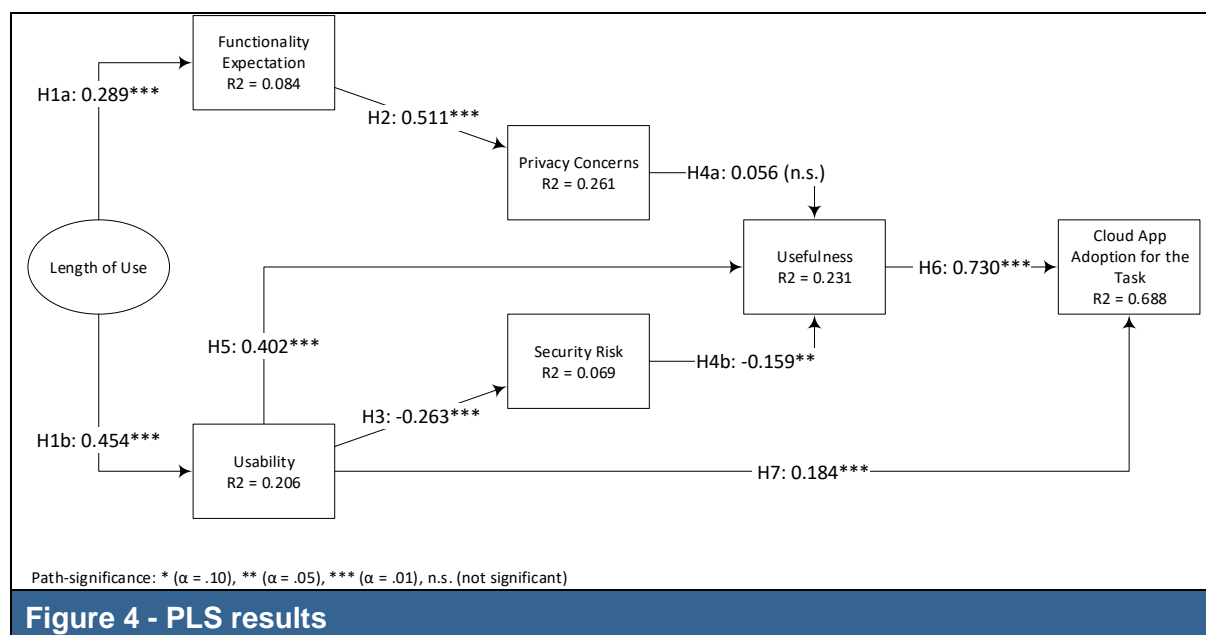 Functionality
Expectation
R2 = 0.084
H1a: 0.289***
H2: 0.511***
Privacy Concerns
R2 = 0.261
H4a: 0.056 (n.s.)
Length of Use
Usefulness
R2 = 0.231
H6: 0.730***
Cloud App
Adoption for the
Task
R2 = 0.688
H5: 0.402***
Security Risk
R2 = 0.069
H4b: -0.159**
H3: -0.263***
H1b: 0.454***
Usability
R2 = 0.206
H7: 0.184***
Path-significance: * (α = .10), ** (α = .05), *** (α = .01), n.s. (not significant)
Figure 4 - PLS results